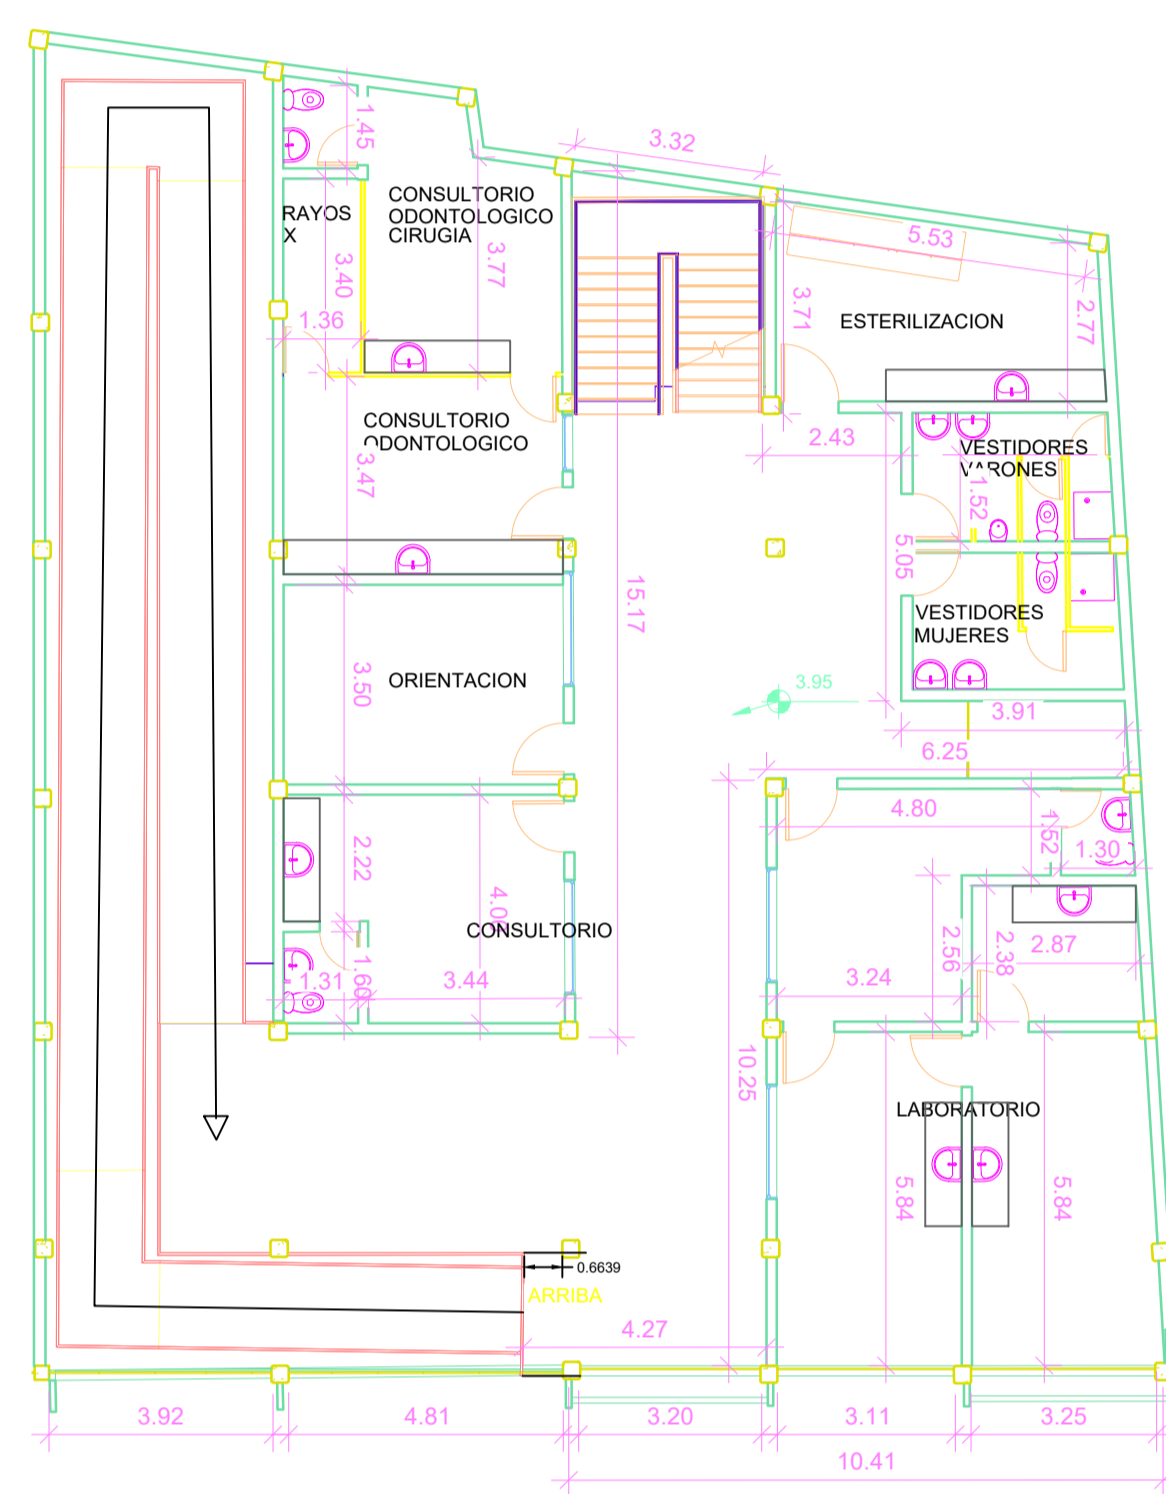 3.32
1.45
CONSULTORIO
ODONTOLOGICO
CIRUGIA
RAYOS
X
3.77
3.40
1.36
5.53
3.71
2.77
ESTERILIZACION
CONSULTORIO
ODONTOLOGICO
3.47
2.43
VESTIDORES
VARONES
1.52
5.05
15.17
VESTIDORES
MUJERES
ORIENTACION
3.50
3.95
3.91
6.25
4.80
1.52
1.30
2.22
4.00
CONSULTORIO
1.31
1.60
3.44
2.56
2.38
2.87
3.24
10.25
LABORATORIO
5.84
5.84
0.6639
ARRIBA
4.27
3.92
4.81
3.20
3.11
3.25
10.41